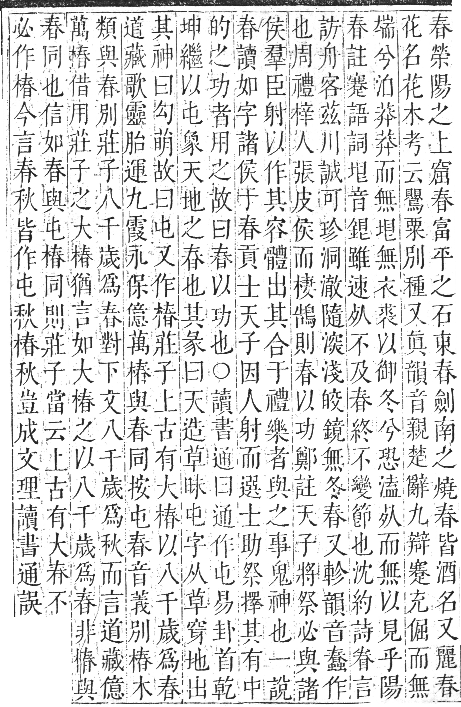 春滎陽之上窟春富平之石東春劍南之燒春皆酒名又麗春
花名花木考云罌粟別種又眞韻音覠楚辭九辯蹇充倔而無
端兮泊莽莽而無垠無衣裘以御冬兮恐溘㱙而無以見乎陽
春註蹇語詞垠音銀雖速㱙不及春終不變節也沈約詩眷言
訪舟客茲川誠可珍洞澈隨㴱淺皎鏡無冬春又軫韻音蠢作
也周禮梓人張皮侯而棲鵠則春以功鄭註天子將祭必與諸
侯羣臣射以作其容體出其合于禮樂者與之事鬼神也一說
春讀如字諸侯于春貢士天子因人射而選士助祭擇其有中
的之功者用之故曰春以功也○讀書通曰通作屯易卦首乾
坤繼以屯象天地之春也其彖曰天造草昧屯字从草穿地出
其神曰勾萌故曰屯又作椿莊子上古有大椿以八千歲爲春
道藏歌靈胎運九霞永保億萬椿與春同按屯春音義別椿木
類與春別莊子八千歲爲春對下文八千歲爲秋而言道藏億
萬椿借用莊子之大椿猶言如大椿之以八千歲爲春非椿與
春同也信如春與屯椿同則莊子當云上古有大春不
必作椿今言春秋皆作屯秋椿秋豈成文理讀書通誤